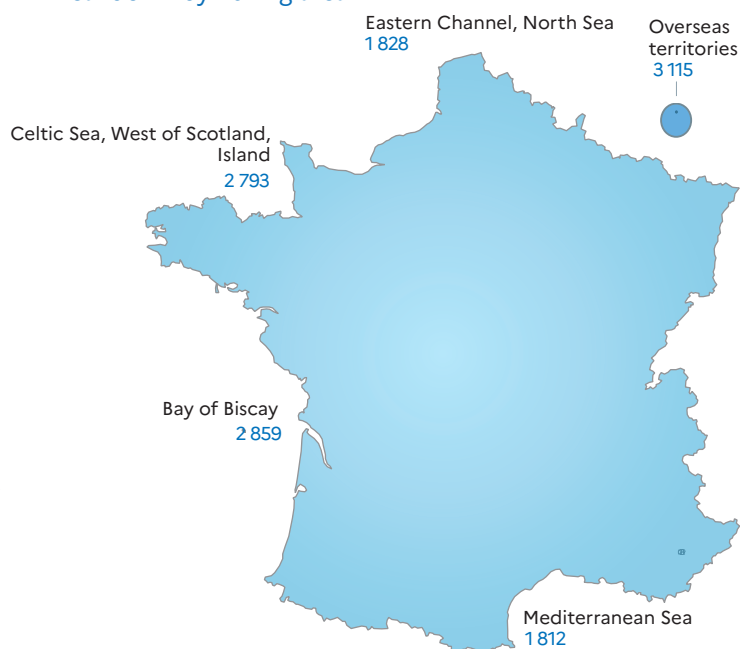 Eastern Channel, North Sea
1 828
Overseas
territories
3 115
Celtic Sea, West of Scotland,
Island
2 793
Bay of Biscay
2 859
Mediterranean Sea
1 812